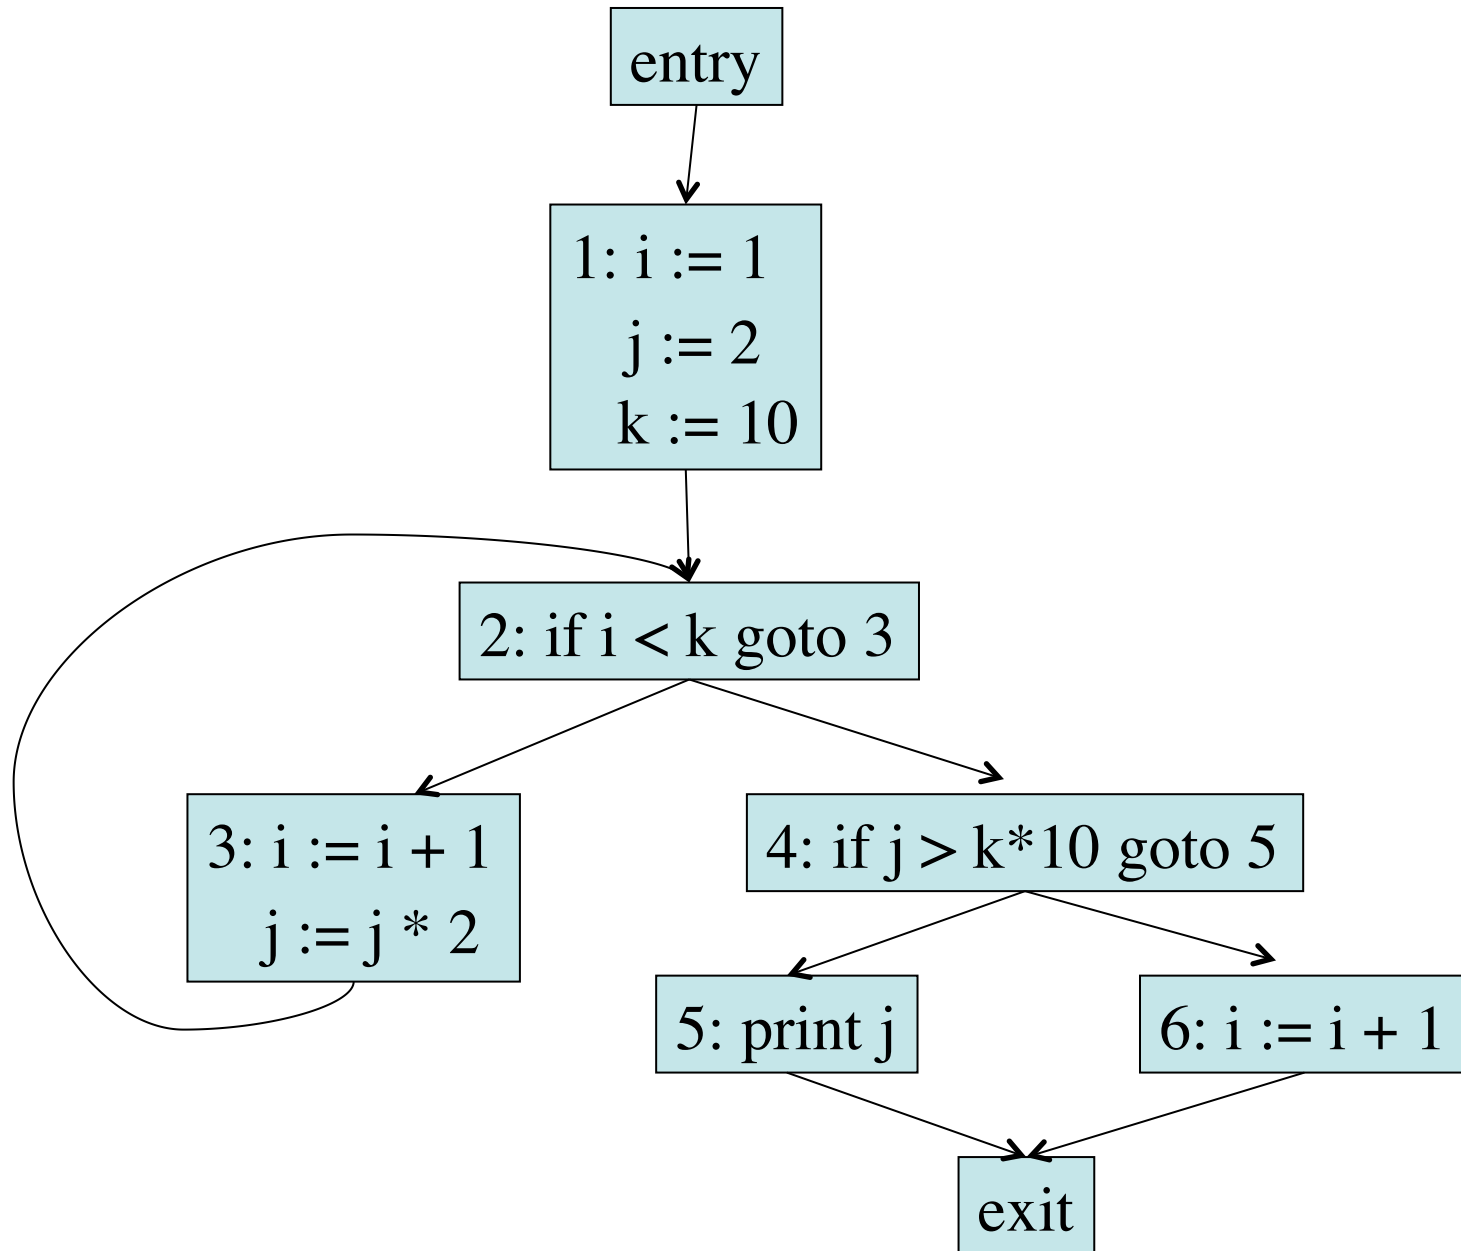 entry
1: i := 1
j := 2
k := 10
2: if i < k goto 3
3: i := i + 1
j := j * 2
4: if j > k*10 goto 5
5: print j
6: i := i + 1
exit